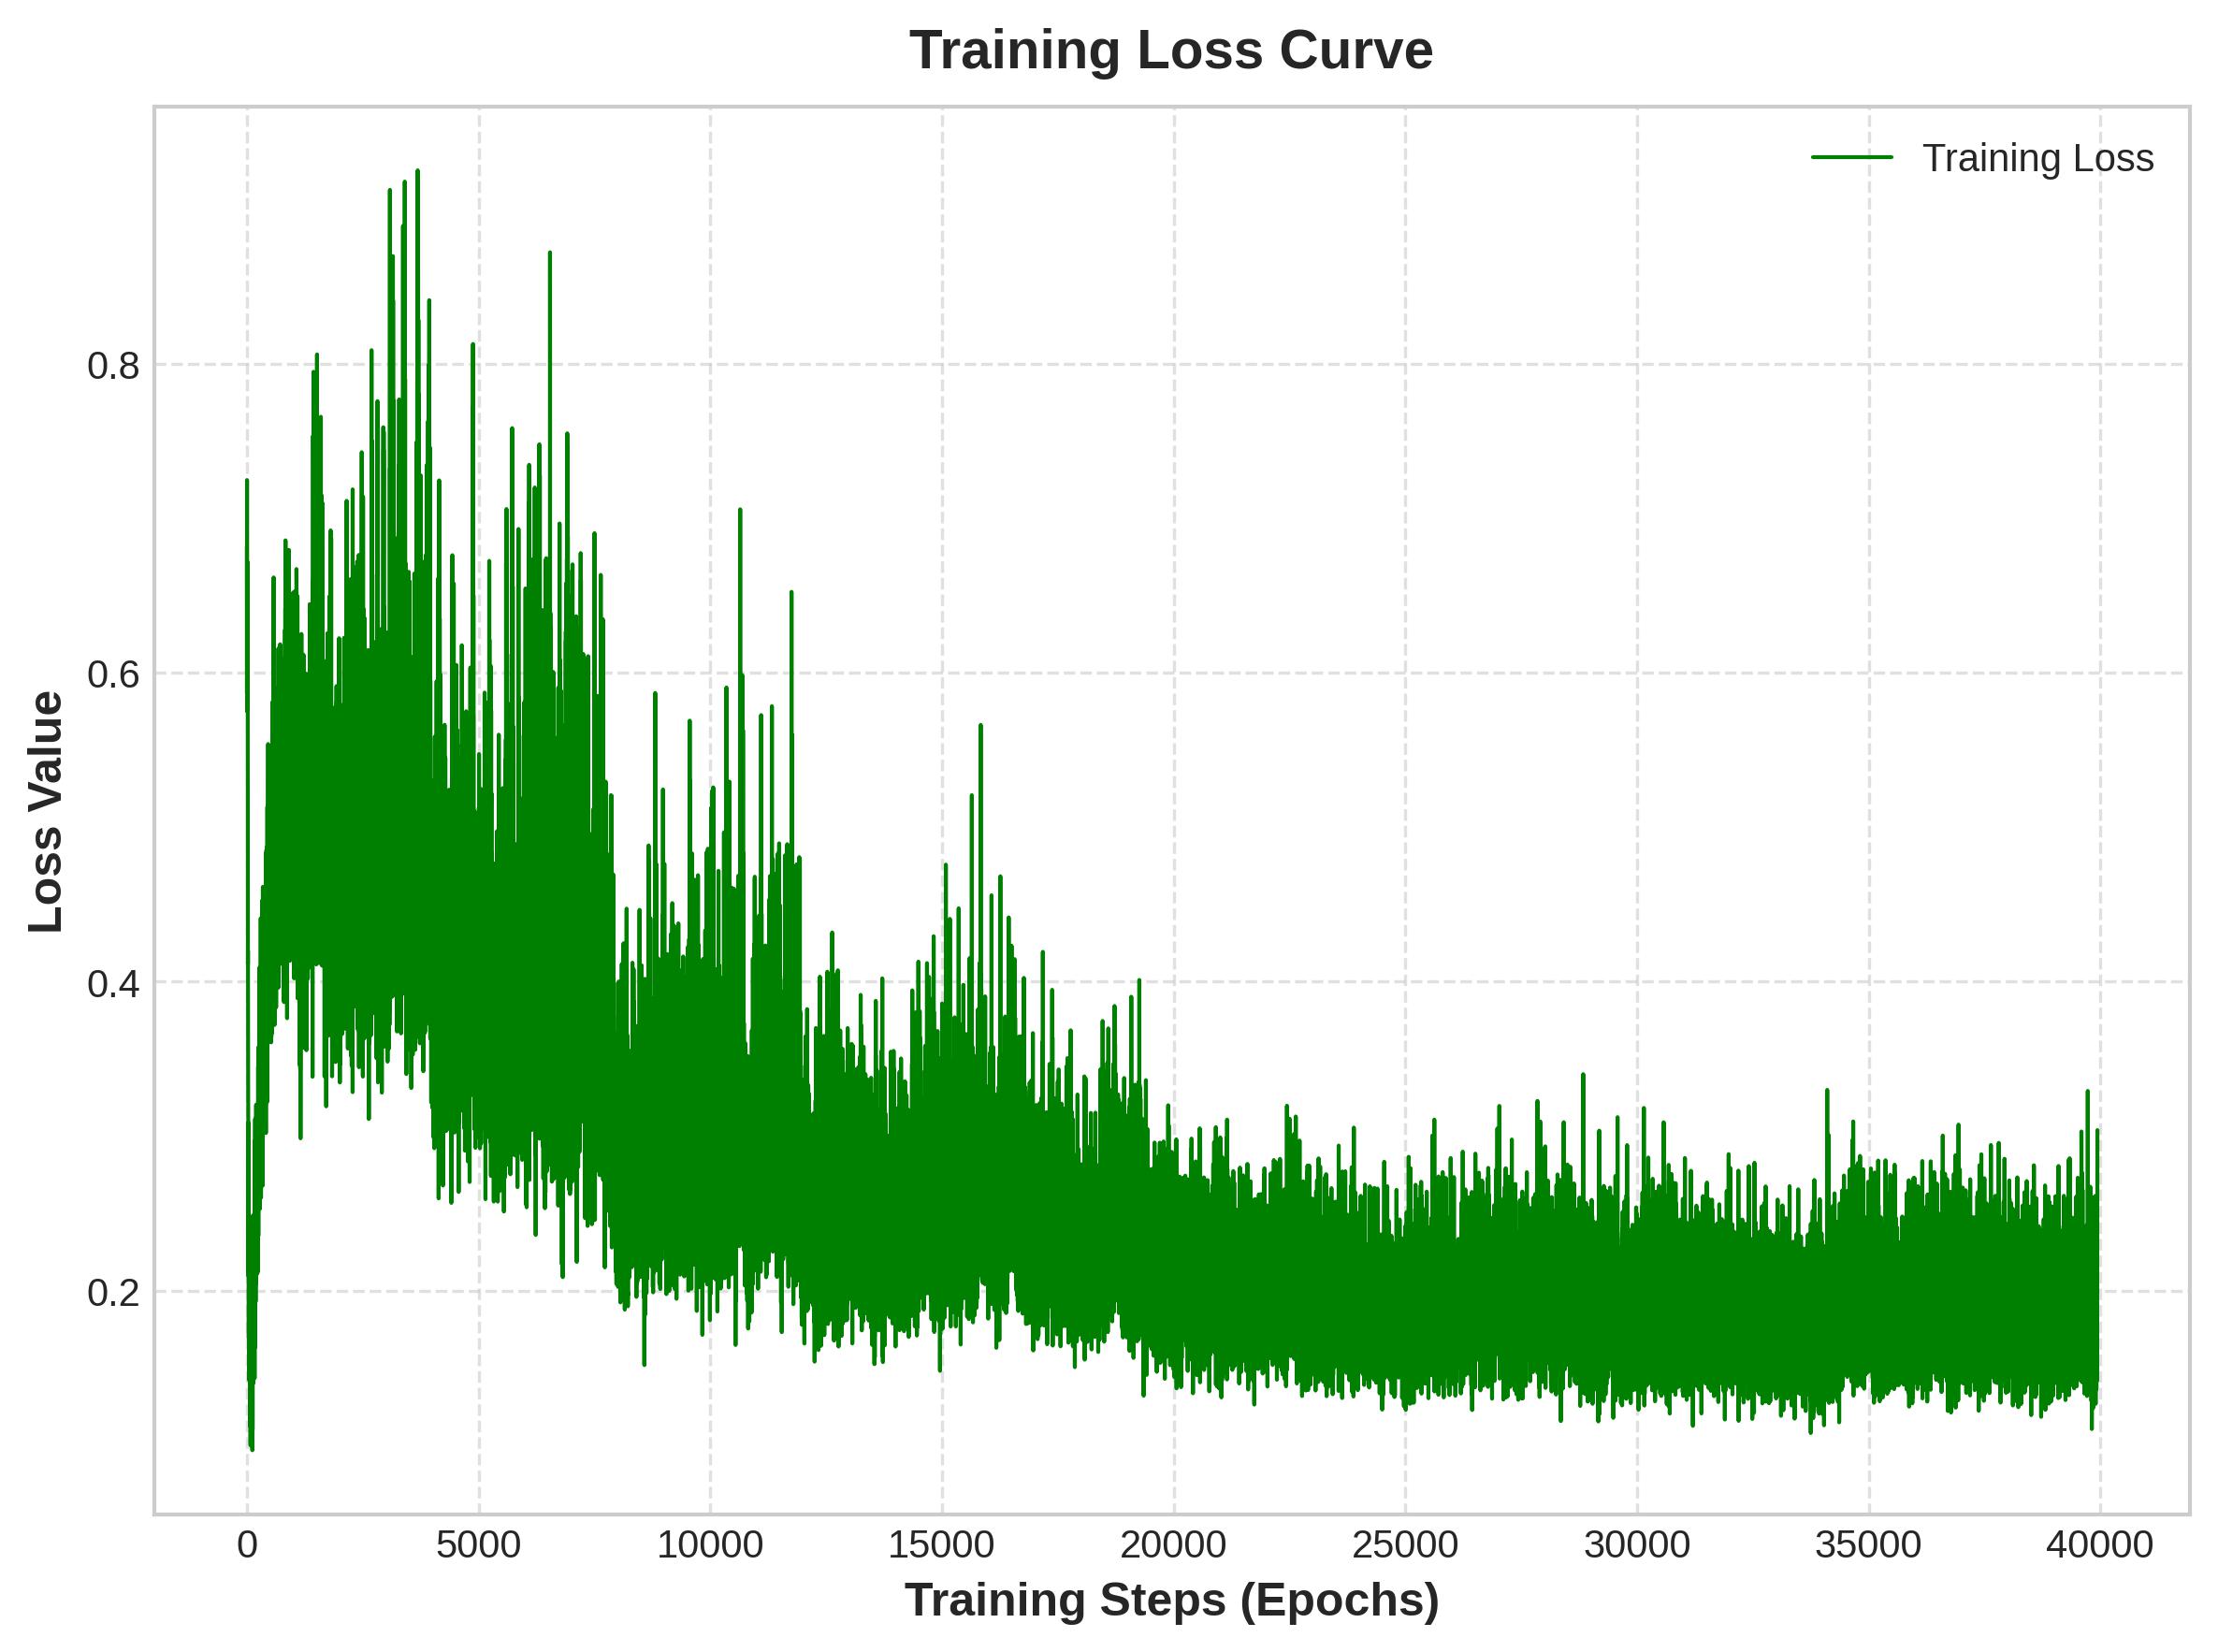 Training Loss Curve
Training Loss
0.8
0.6
0.4
0.2
Loss Value
0 5000 10000 15000 20000 25000 30000 35000 40000
Training Steps (Epochs)